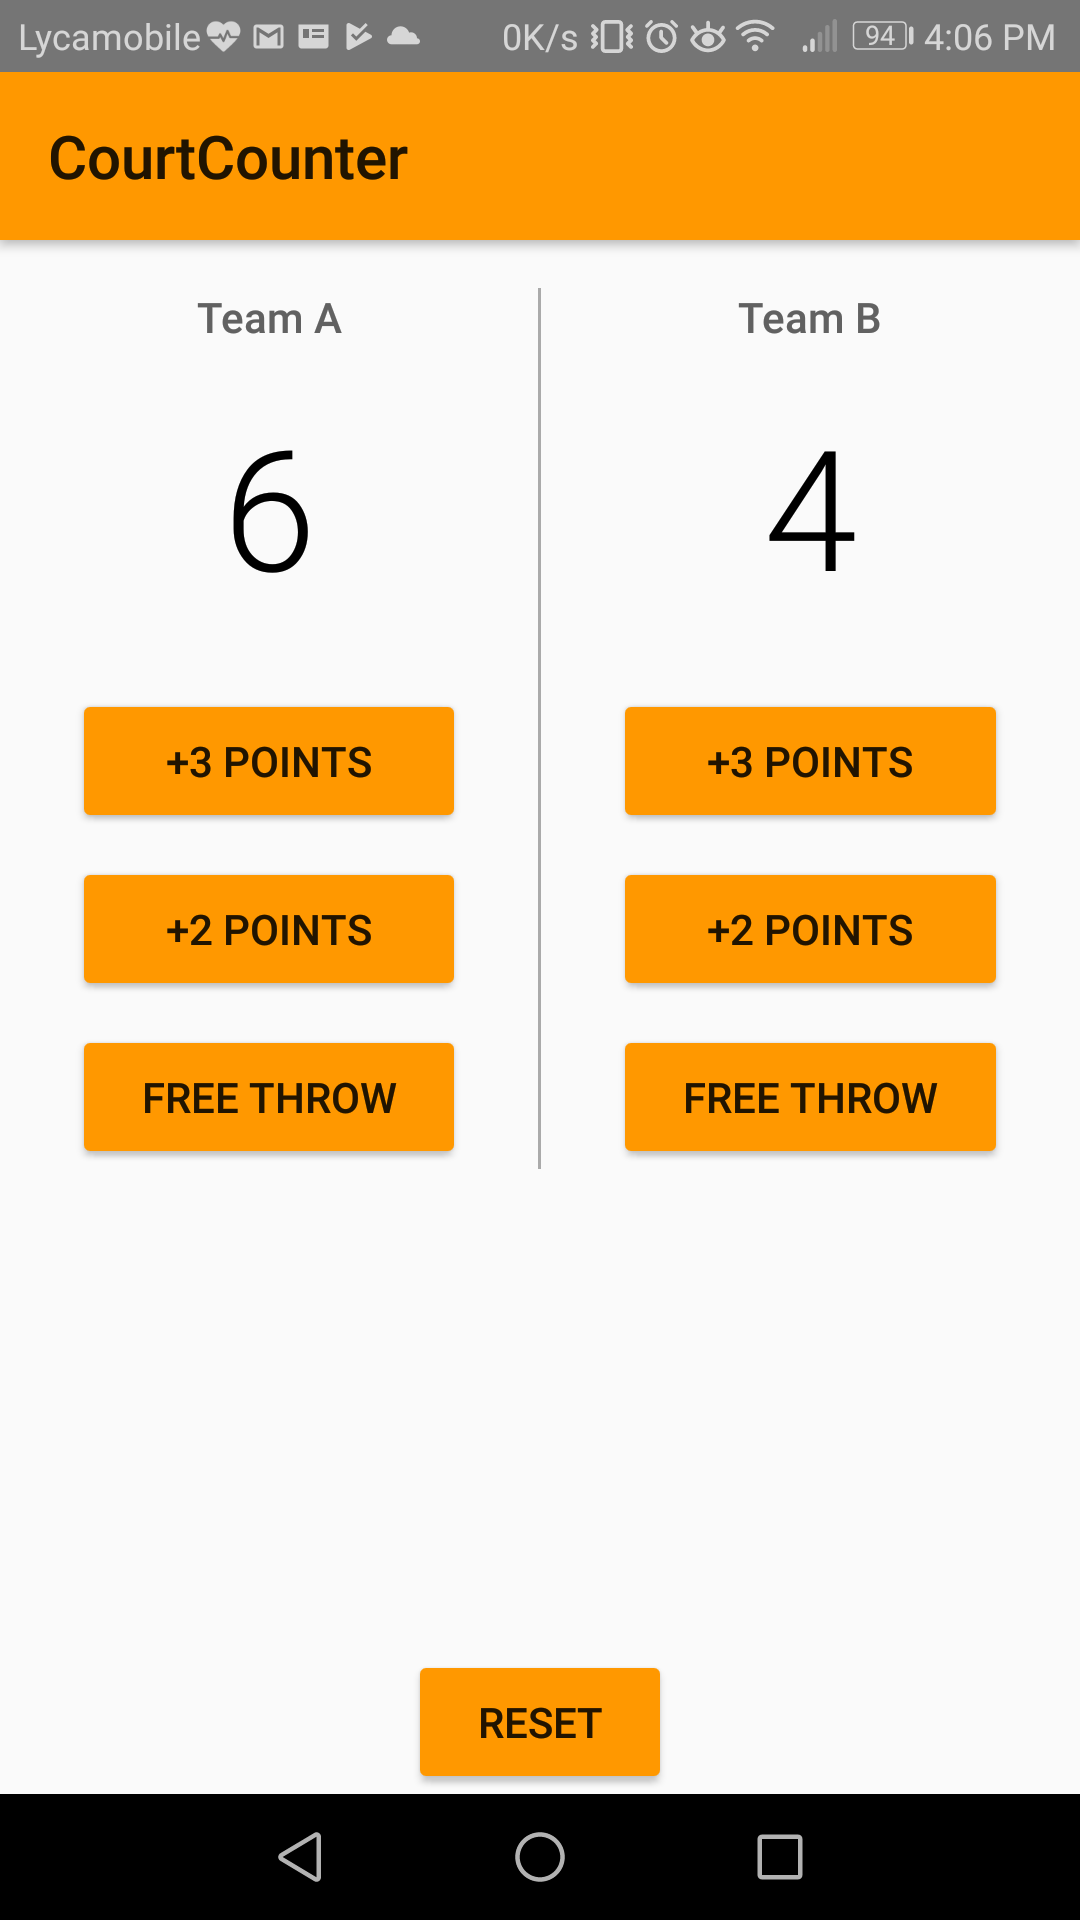 Lycamobile 0K/s 94 4:06 PM
CourtCounter
Team A Team B
6 4
+3 POINTS +3 POINTS
+2 POINTS +2 POINTS
FREE THROW FREE THROW
RESET